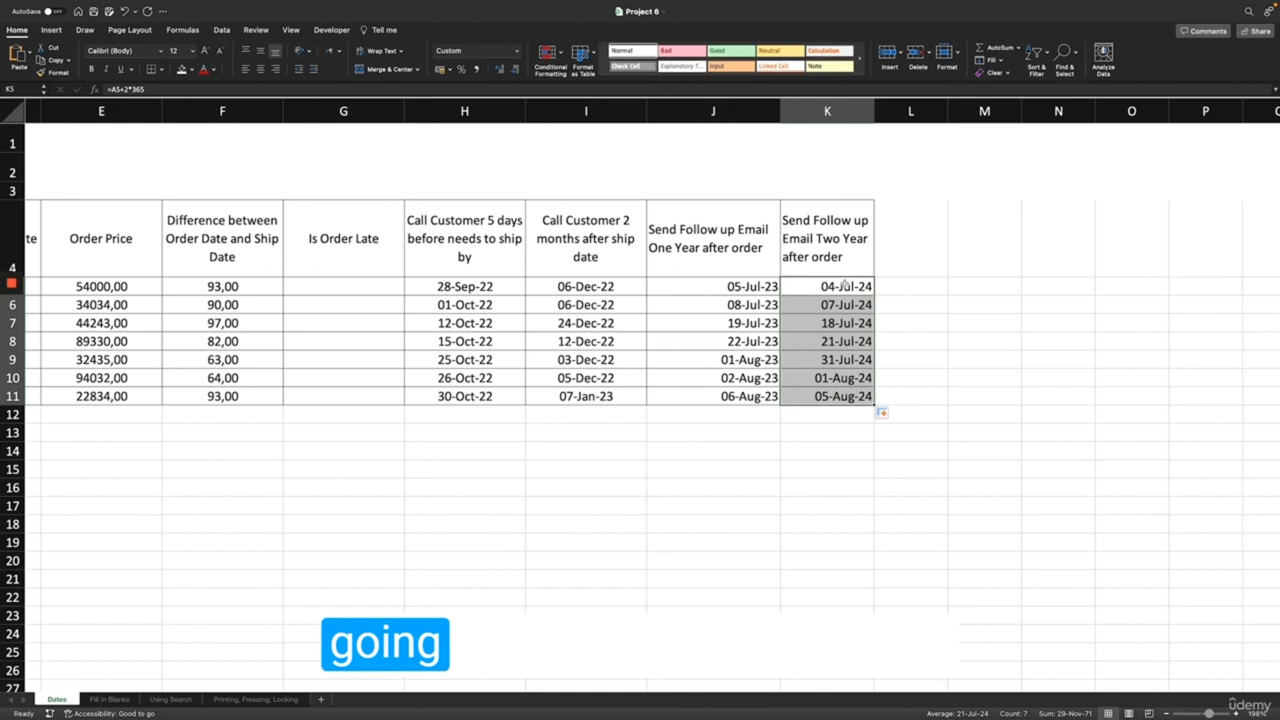 AutoSave OFF Project 6
Home Insert Draw Page Layout Formulas Data Review View Developer Tell me Comments Share
Paste Cut Copy Format
Calibri (Body) 12 A A B I U A
Wrap Text Merge & Center
Custom %
Conditional Formatting Format as Table
Normal Bad Good Neutral Calculation
Check Cell Explanatory T... Input Linked Cell Note
Insert Delete Format
AutoSum Fill Clear Sort & Filter Find & Select Analyze Data
K5 fx =A5+2*365
E F G H I J K L M N O P
1
2
3
4 te Order Price Difference between Order Date and Ship Date Is Order Late Call Customer 5 days before needs to ship by Call Customer 2 months after ship date Send Follow up Email One Year after order Send Follow up Email Two Year after order
54000,00 93,00 28-Sep-22 06-Dec-22 05-Jul-23 04-Jul-24
6 34034,00 90,00 01-Oct-22 06-Dec-22 08-Jul-23 07-Jul-24
7 44243,00 97,00 12-Oct-22 24-Dec-22 19-Jul-23 18-Jul-24
8 89330,00 82,00 15-Oct-22 12-Dec-22 22-Jul-23 21-Jul-24
9 32435,00 63,00 25-Oct-22 03-Dec-22 01-Aug-23 31-Jul-24
10 94032,00 64,00 26-Oct-22 05-Dec-22 02-Aug-23 01-Aug-24
11 22834,00 93,00 30-Oct-22 07-Jan-23 06-Aug-23 05-Aug-24
12
13
14
15
16
17
18
19
20
21
22
23
24
25
26
27
going
Dates Fill in Blanks Using Search Printing, Freezing, Locking +
Ready Accessibility: Good to go Average: 21-Jul-24 Count: 7 Sum: 29-Nov-71 198%
udemy